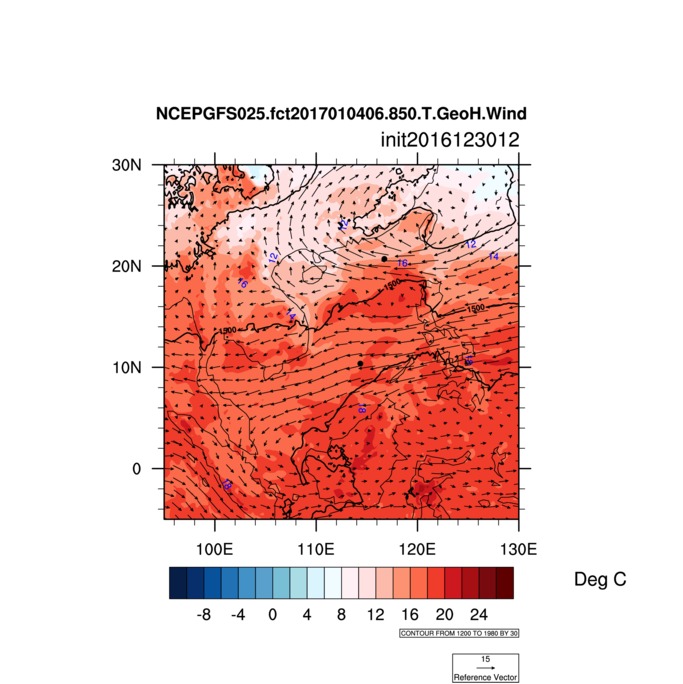 NCEPGFS025.fct2017010406.850.T.GeoH.Wind
init2016123012
30N
20N
10N
0
100E 110E 120E 130E
12
12
12
14
16
16
14
1500
1500
1500
18
-8 -4 0 4 8 12 16 20 24
Deg C
CONTOUR FROM 1200 TO 1980 BY 30
15
Reference Vector